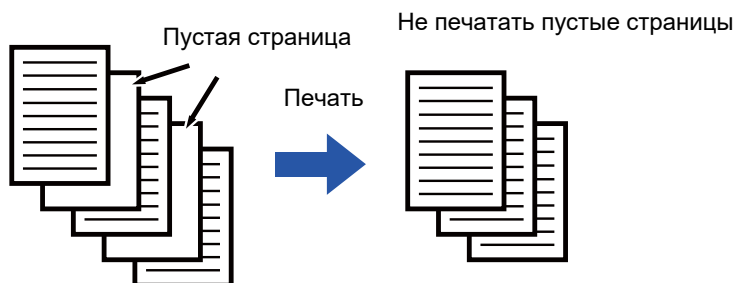 Не печатать пустые страницы
Пустая страница
Печать